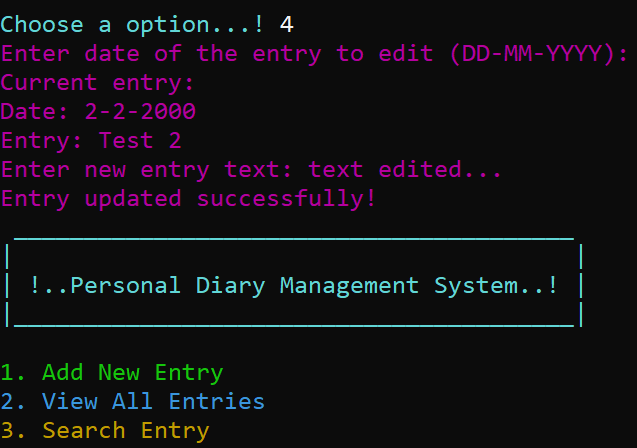 Choose a option...! 4
Enter date of the entry to edit (DD-MM-YYYY):
Current entry:
Date: 2-2-2000
Entry: Test 2
Enter new entry text: text edited...
Entry updated successfully!
!..Personal Diary Management System..!
1. Add New Entry
2. View All Entries
3. Search Entry